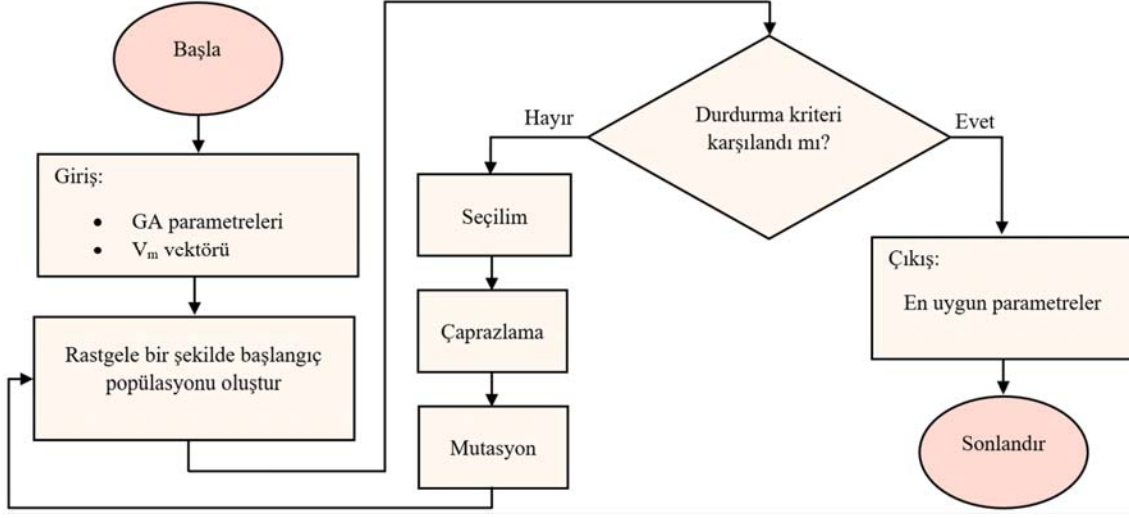 Başla
Giriş:
• GA parametreleri
• Vm vektörü
Rastgele bir şekilde başlangıç
popülasyonu oluştur
Durdurma kriteri
karşılandı mı?
Hayır
Evet
Seçilim
Çaprazlama
Mutasyon
Çıkış:
En uygun parametreler
Sonlandır